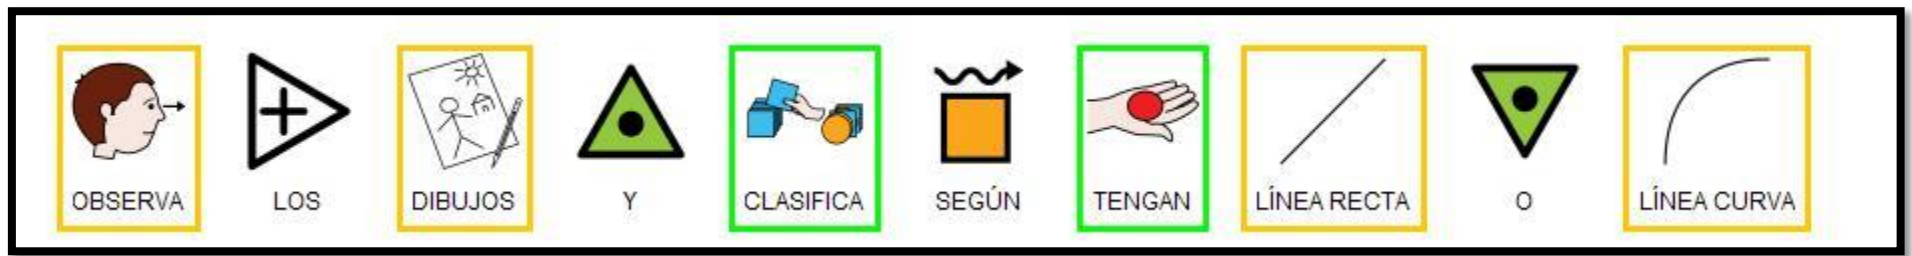 OBSERVA LOS DIBUJOS Y CLASIFICA SEGÚN TENGAN LÍNEA RECTA O LÍNEA CURVA